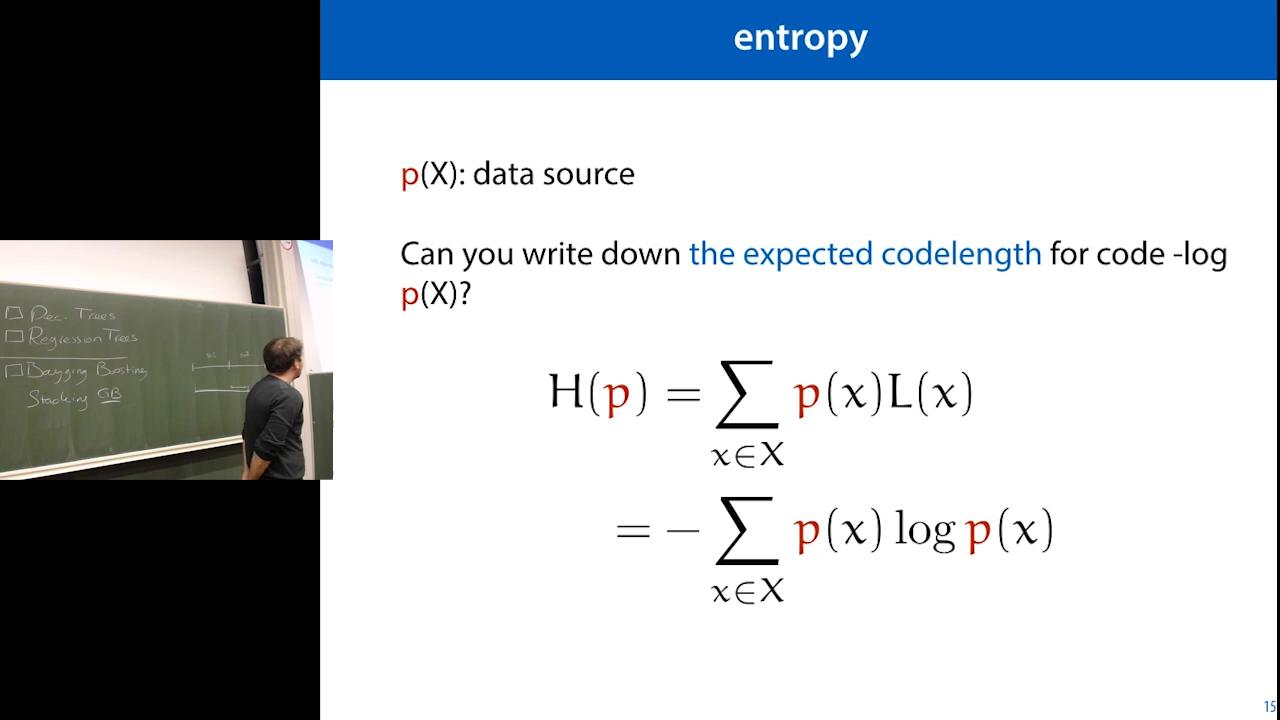 entropy
p(X): data source
Can you write down the expected codelength for code -log
p(X)?
H(p) = ∑ p(x)L(x)
x∈X
= − ∑ p(x) log p(x)
x∈X
15
Dec. Trees
Regression Trees
Bagging Boosting
Stacking GB